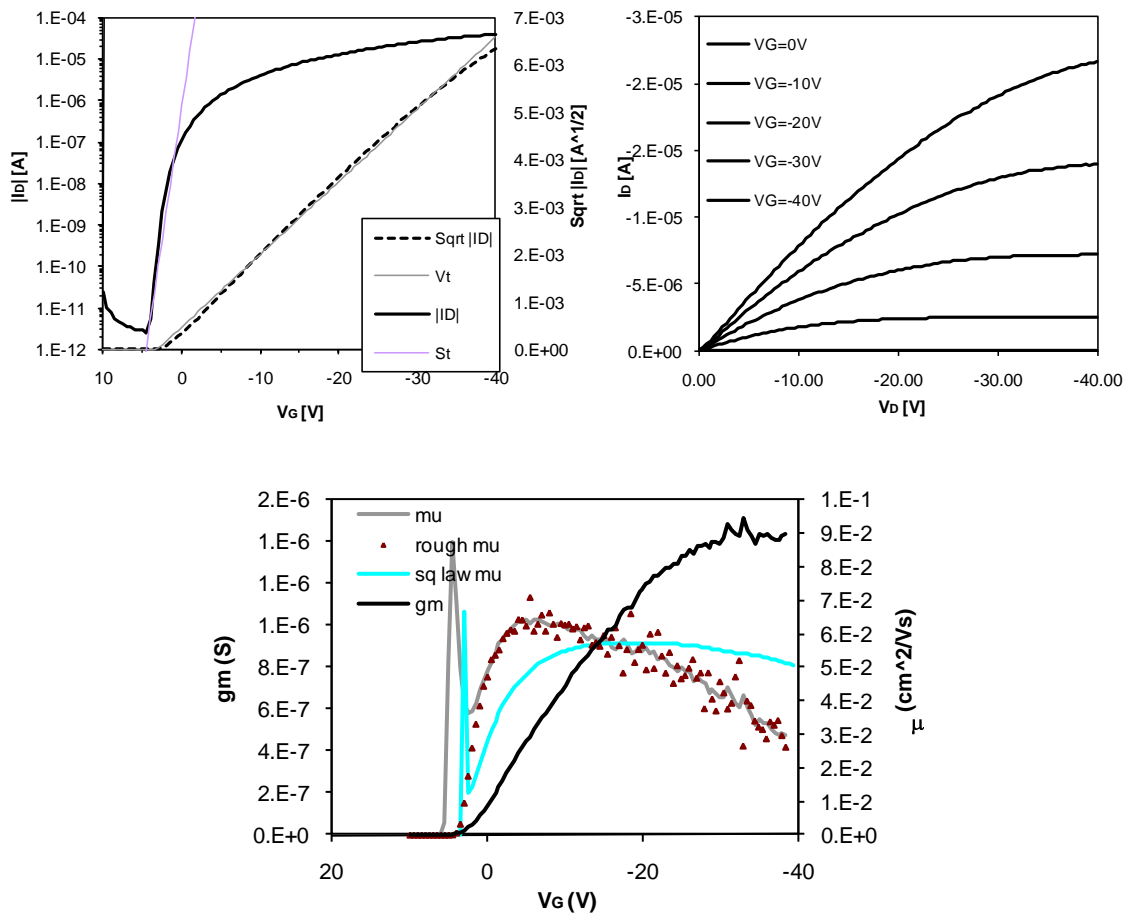 1.E-04
1.E-05
1.E-06
1.E-07
1.E-08
1.E-09
1.E-10
1.E-11
1.E-12
|ID| [A]
10
0
-10
-20
-30
-40
VG [V]
7.E-03
6.E-03
5.E-03
4.E-03
3.E-03
2.E-03
1.E-03
0.E+00
Sqrt |ID| [A^1/2]
Sqrt |ID|
Vt
|ID|
St
-3.E-05
-2.E-05
-2.E-05
-1.E-05
-5.E-06
0.E+00
ID [A]
VG=0V
VG=-10V
VG=-20V
VG=-30V
VG=-40V
0.00
-10.00
-20.00
-30.00
-40.00
VD [V]
2.E-6
1.E-6
1.E-6
1.E-6
8.E-7
6.E-7
4.E-7
2.E-7
0.E+0
gm (S)
mu
rough mu
sq law mu
gm
20
0
-20
-40
VG (V)
1.E-1
9.E-2
8.E-2
7.E-2
6.E-2
5.E-2
4.E-2
3.E-2
2.E-2
1.E-2
0.E+0
μ (cm^2/Vs)